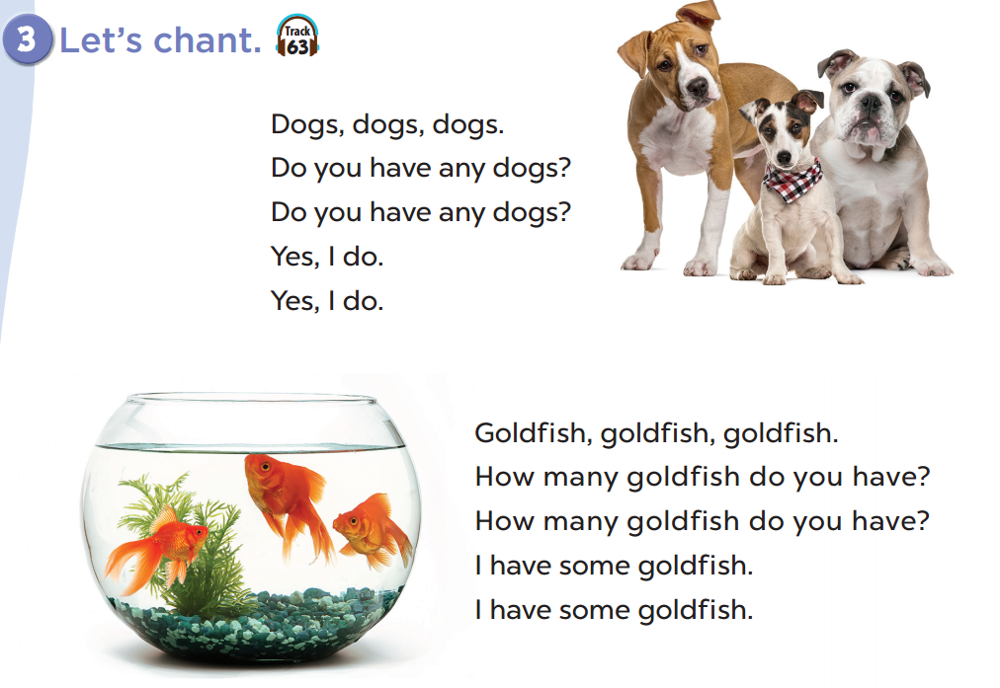 3 Let's chant. Track 63
Dogs, dogs, dogs.
Do you have any dogs?
Do you have any dogs?
Yes, I do.
Yes, I do.
Goldfish, goldfish, goldfish.
How many goldfish do you have?
How many goldfish do you have?
I have some goldfish.
I have some goldfish.